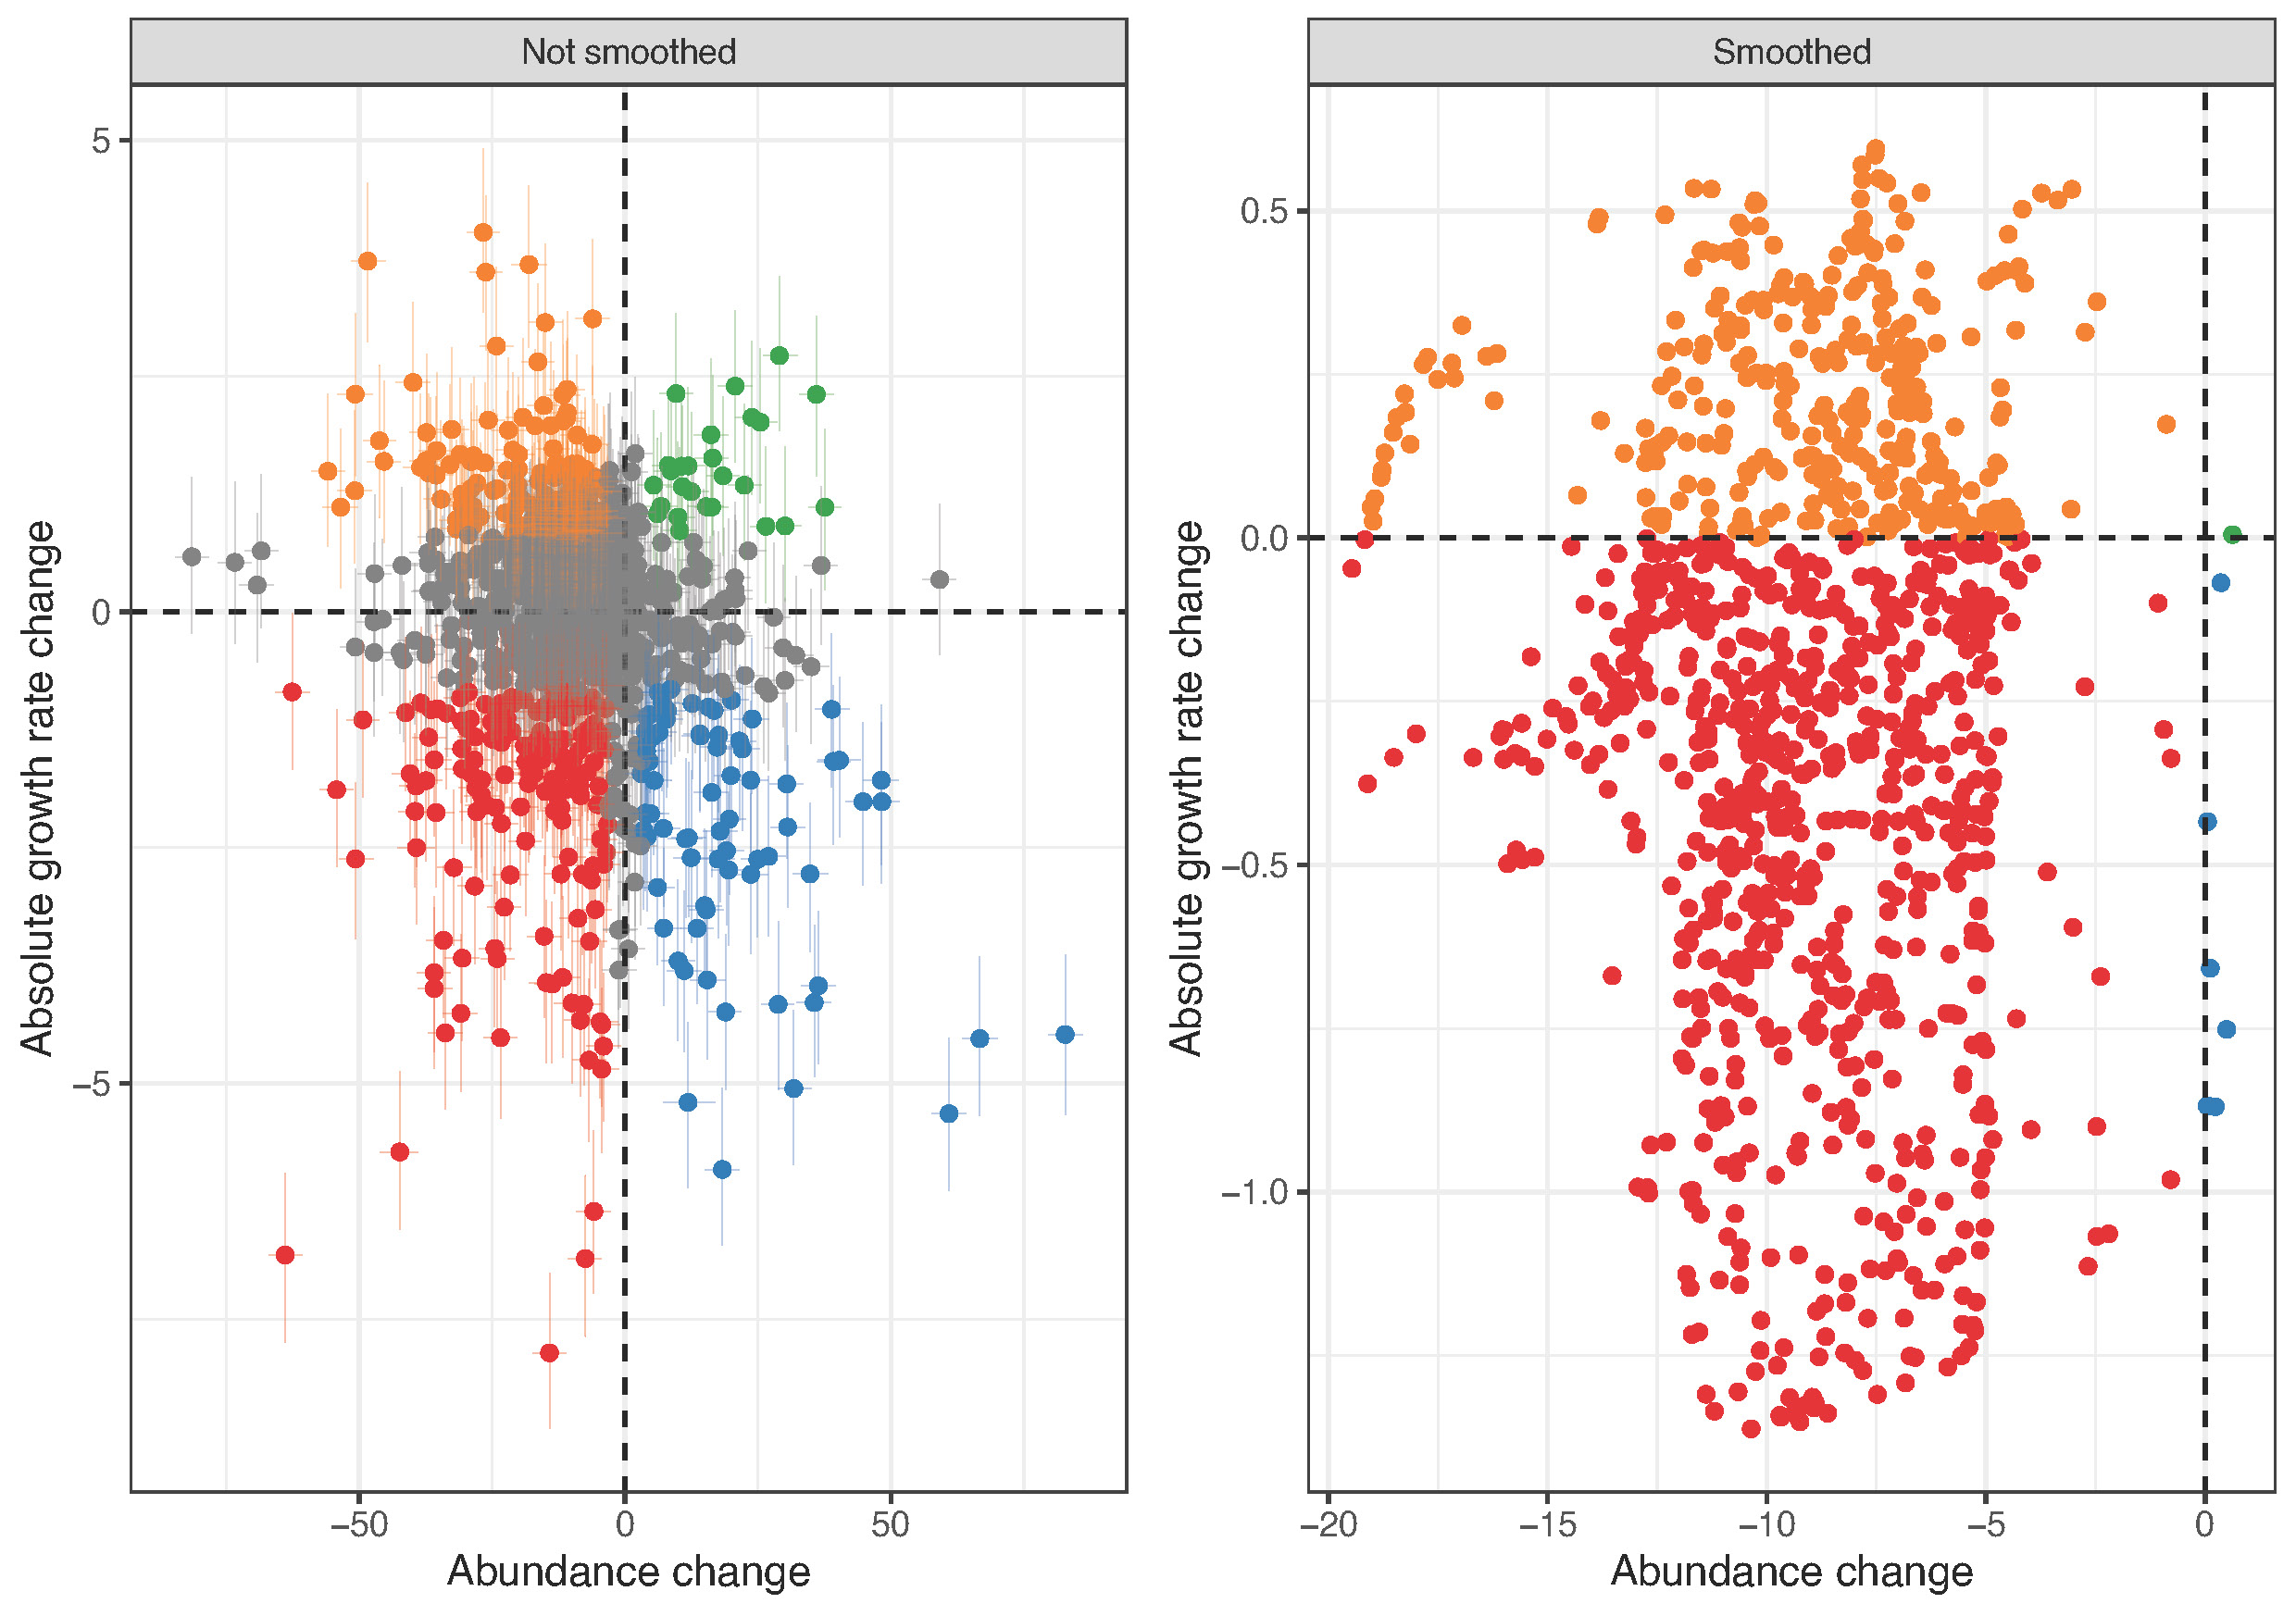 Not smoothed
Smoothed
Absolute growth rate change
5
0
−5
−50
0
50
Abundance change
Absolute growth rate change
0.5
0.0
−0.5
−1.0
−20
−15
−10
−5
0
Abundance change